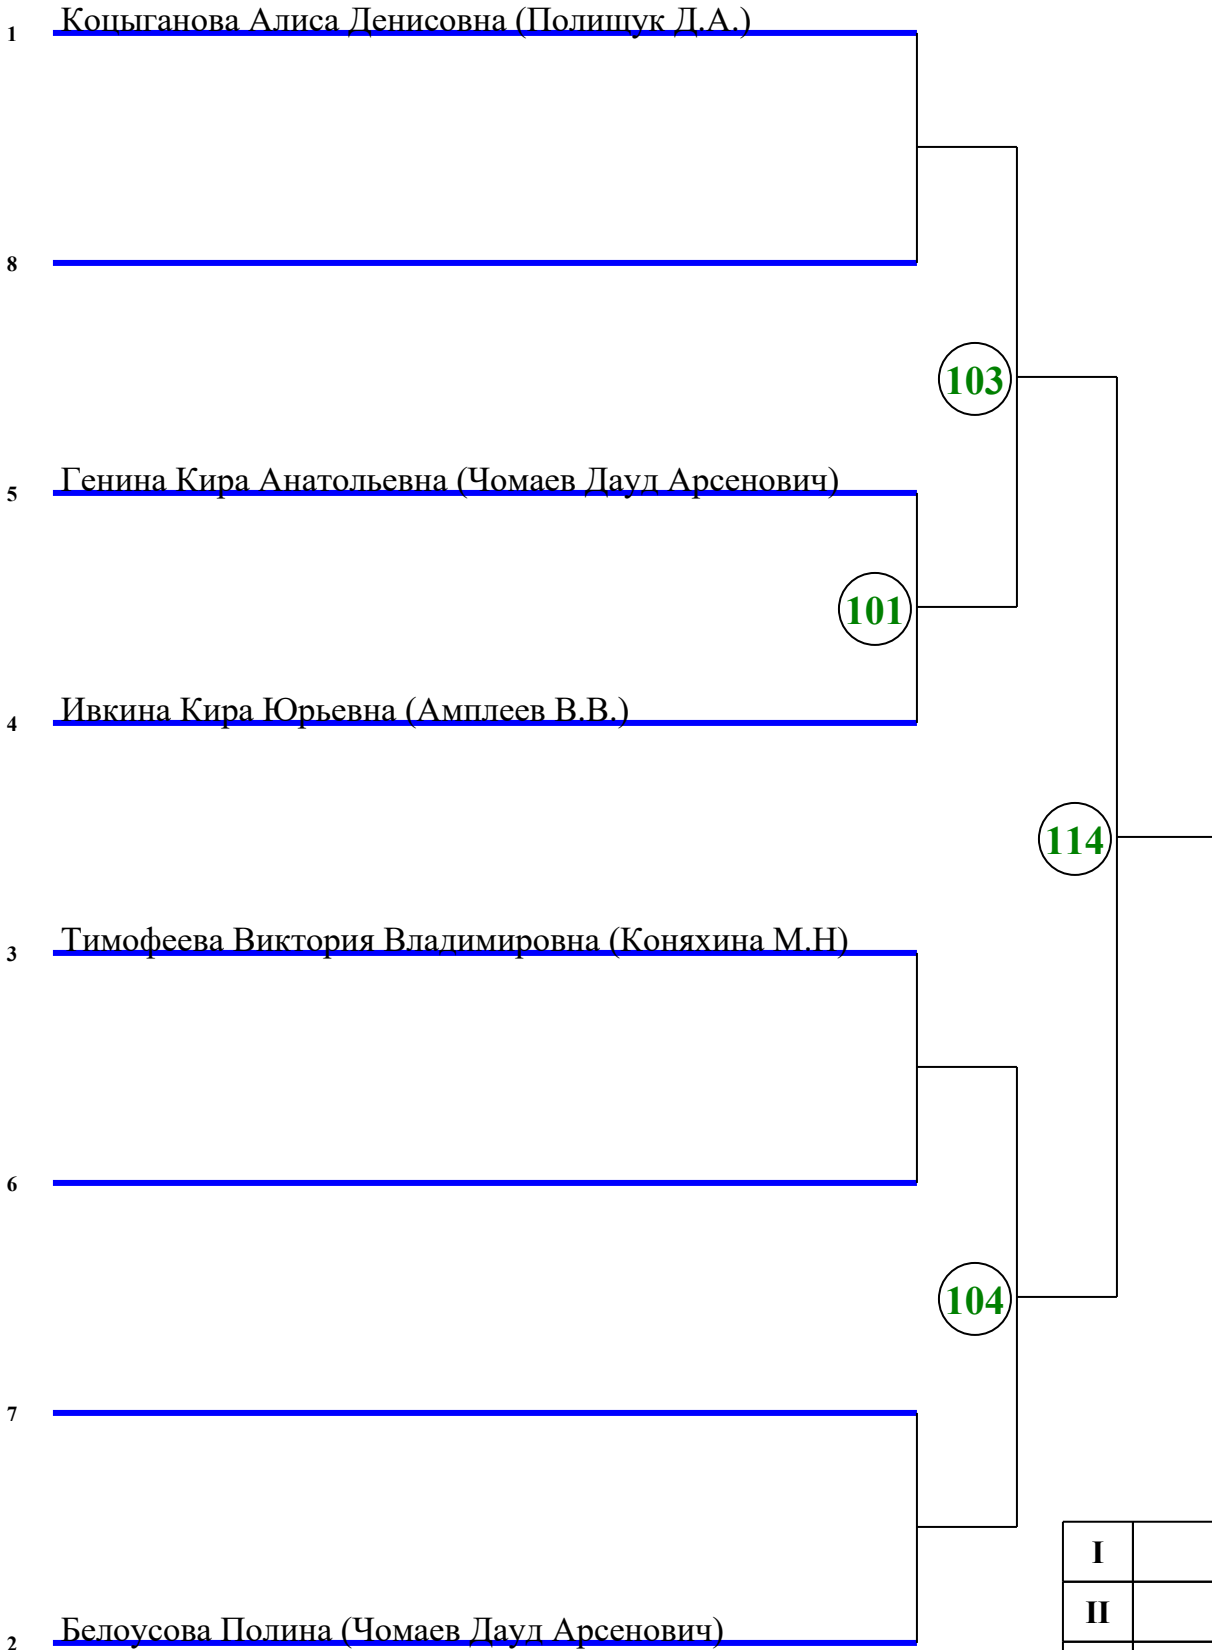 1 Коцыганова Алиса Денисовна (Полищук Д.А.)
8
103
5 Генина Кира Анатольевна (Чомаев Дауд Арсенович)
101
4 Ивкина Кира Юрьевна (Амплеев В.В.)
114
3 Тимофеева Виктория Владимировна (Коняхина М.Н)
6
104
7
I
II
2 Белоусова Полина (Чомаев Дауд Арсенович)